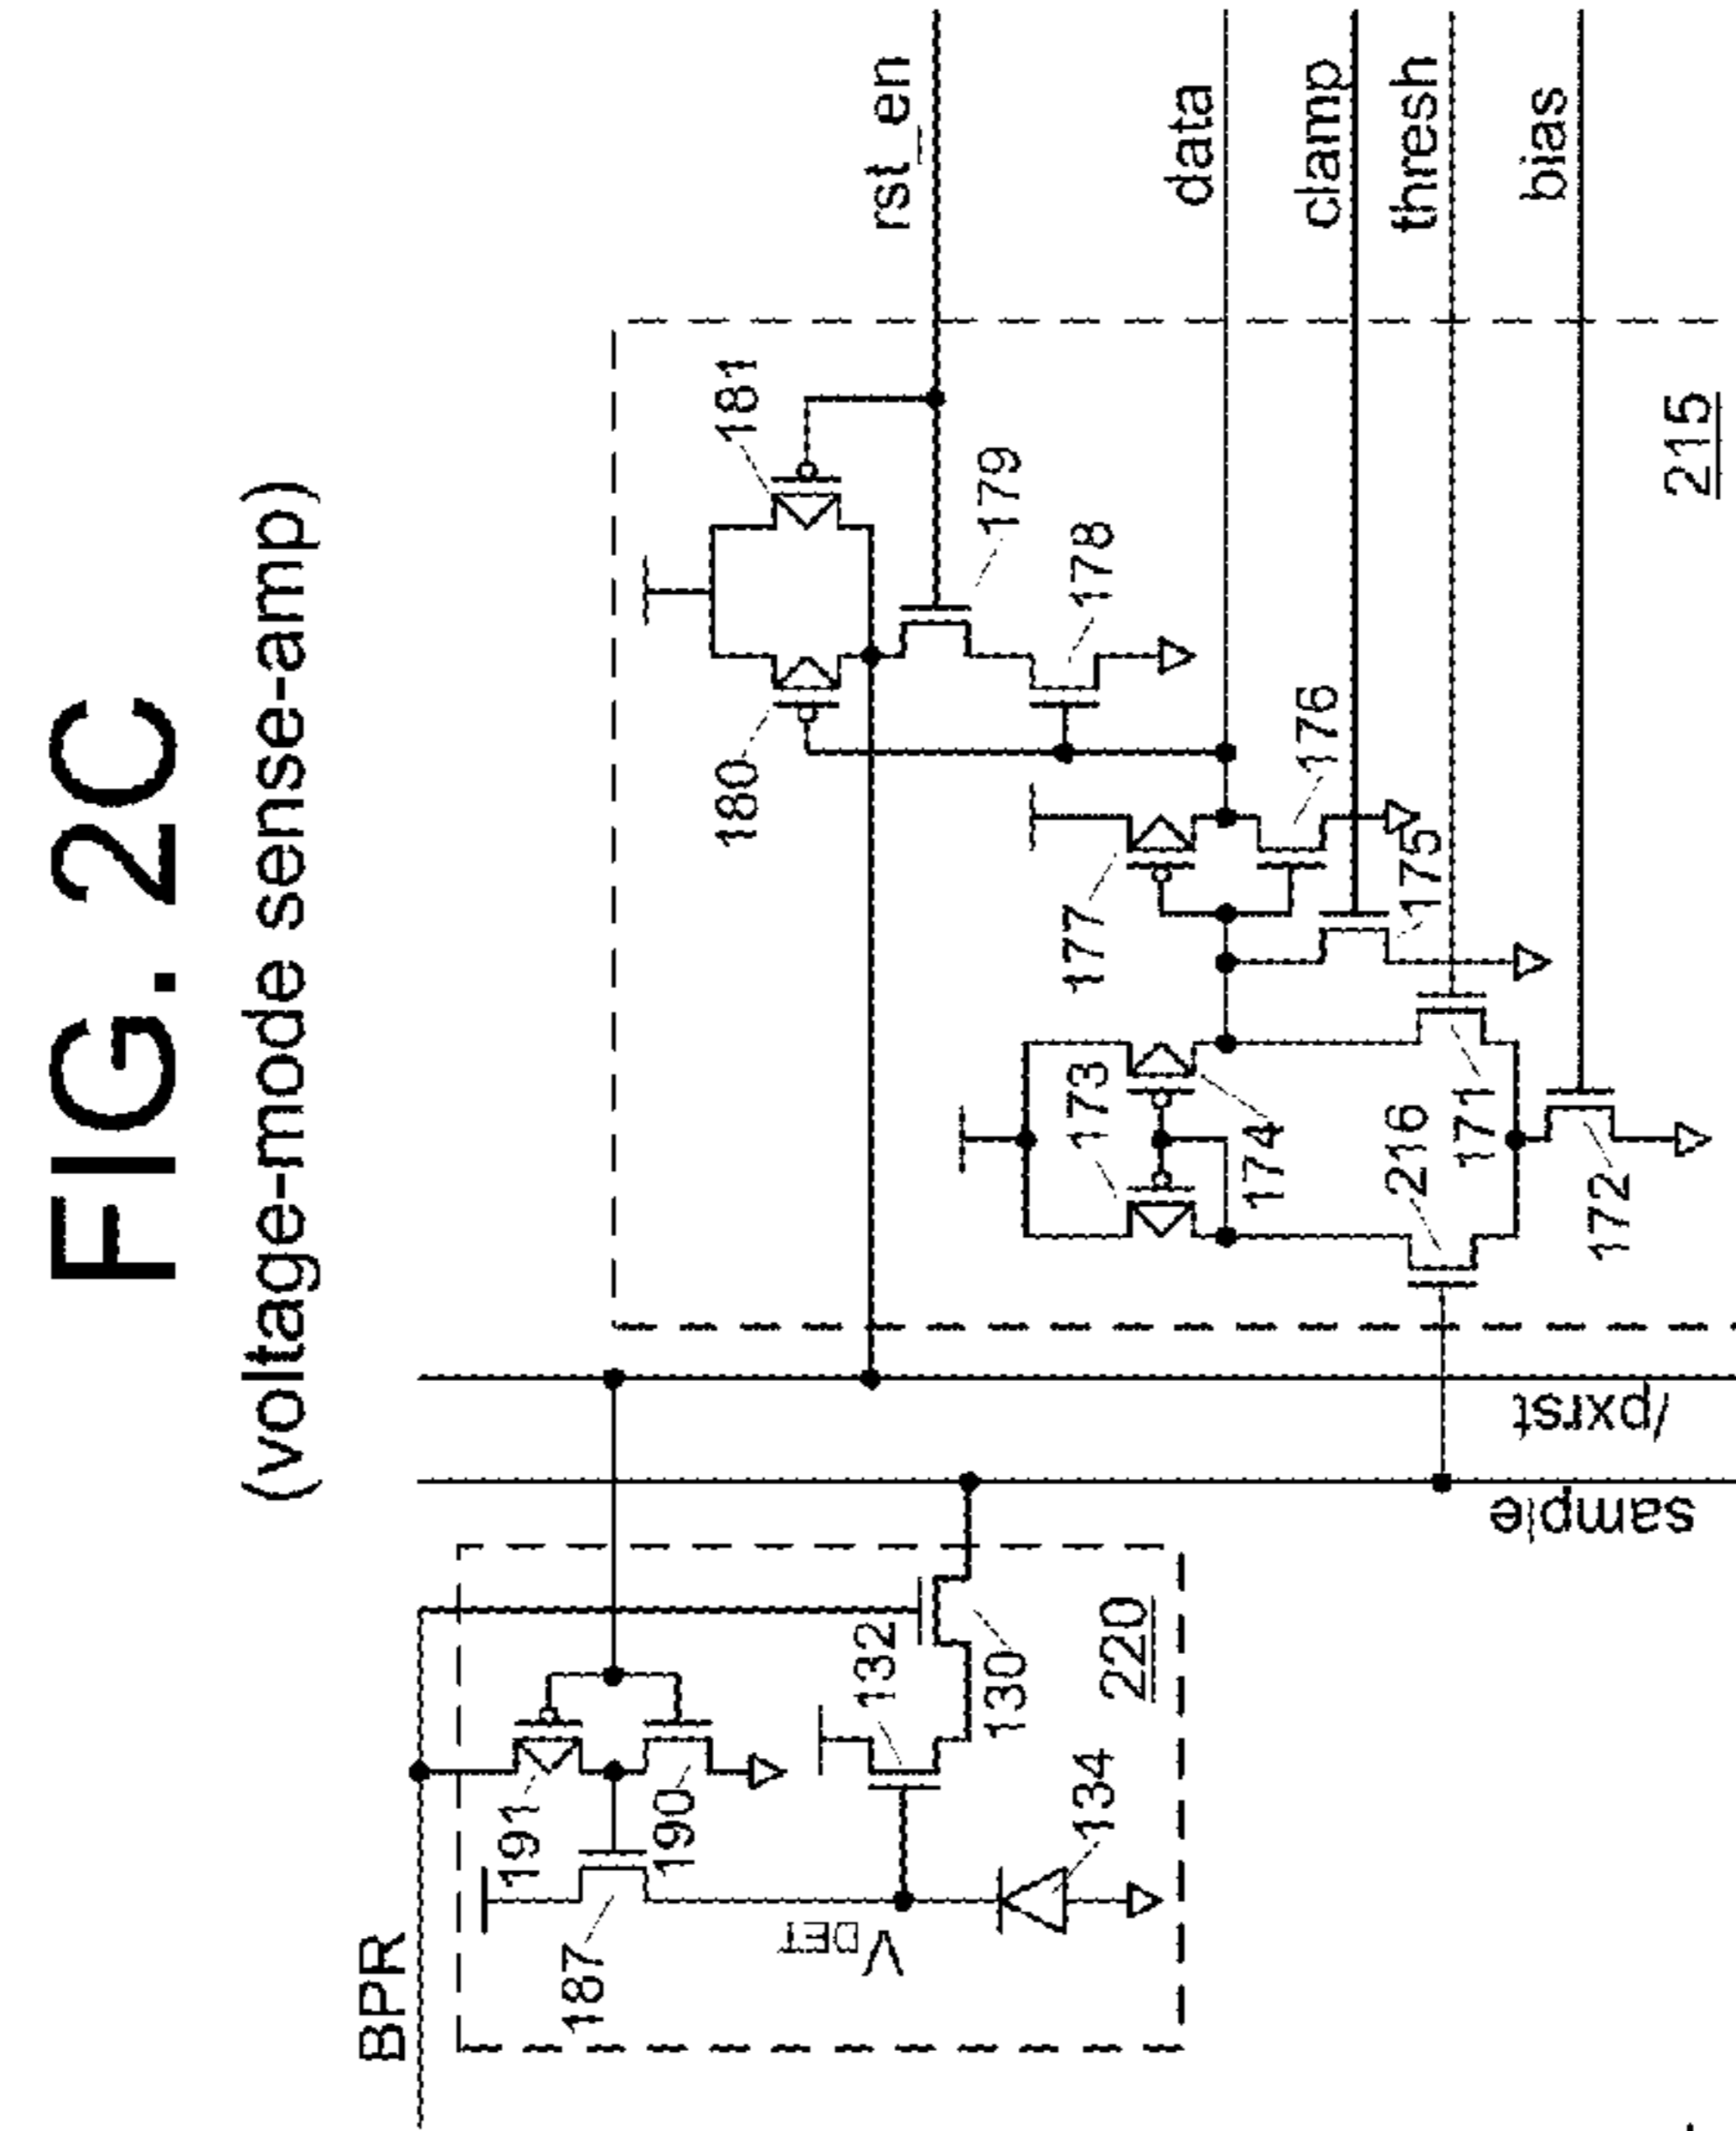 FIG. 2C
(voltage-mode sense-amp)
BPR
191
187
190
VDET
132
130
134
220
sample
/pxrst
180
181
rst_en
179
178
177
176
data
173
174
175
clamp
216
171
thresh
172
bias
215